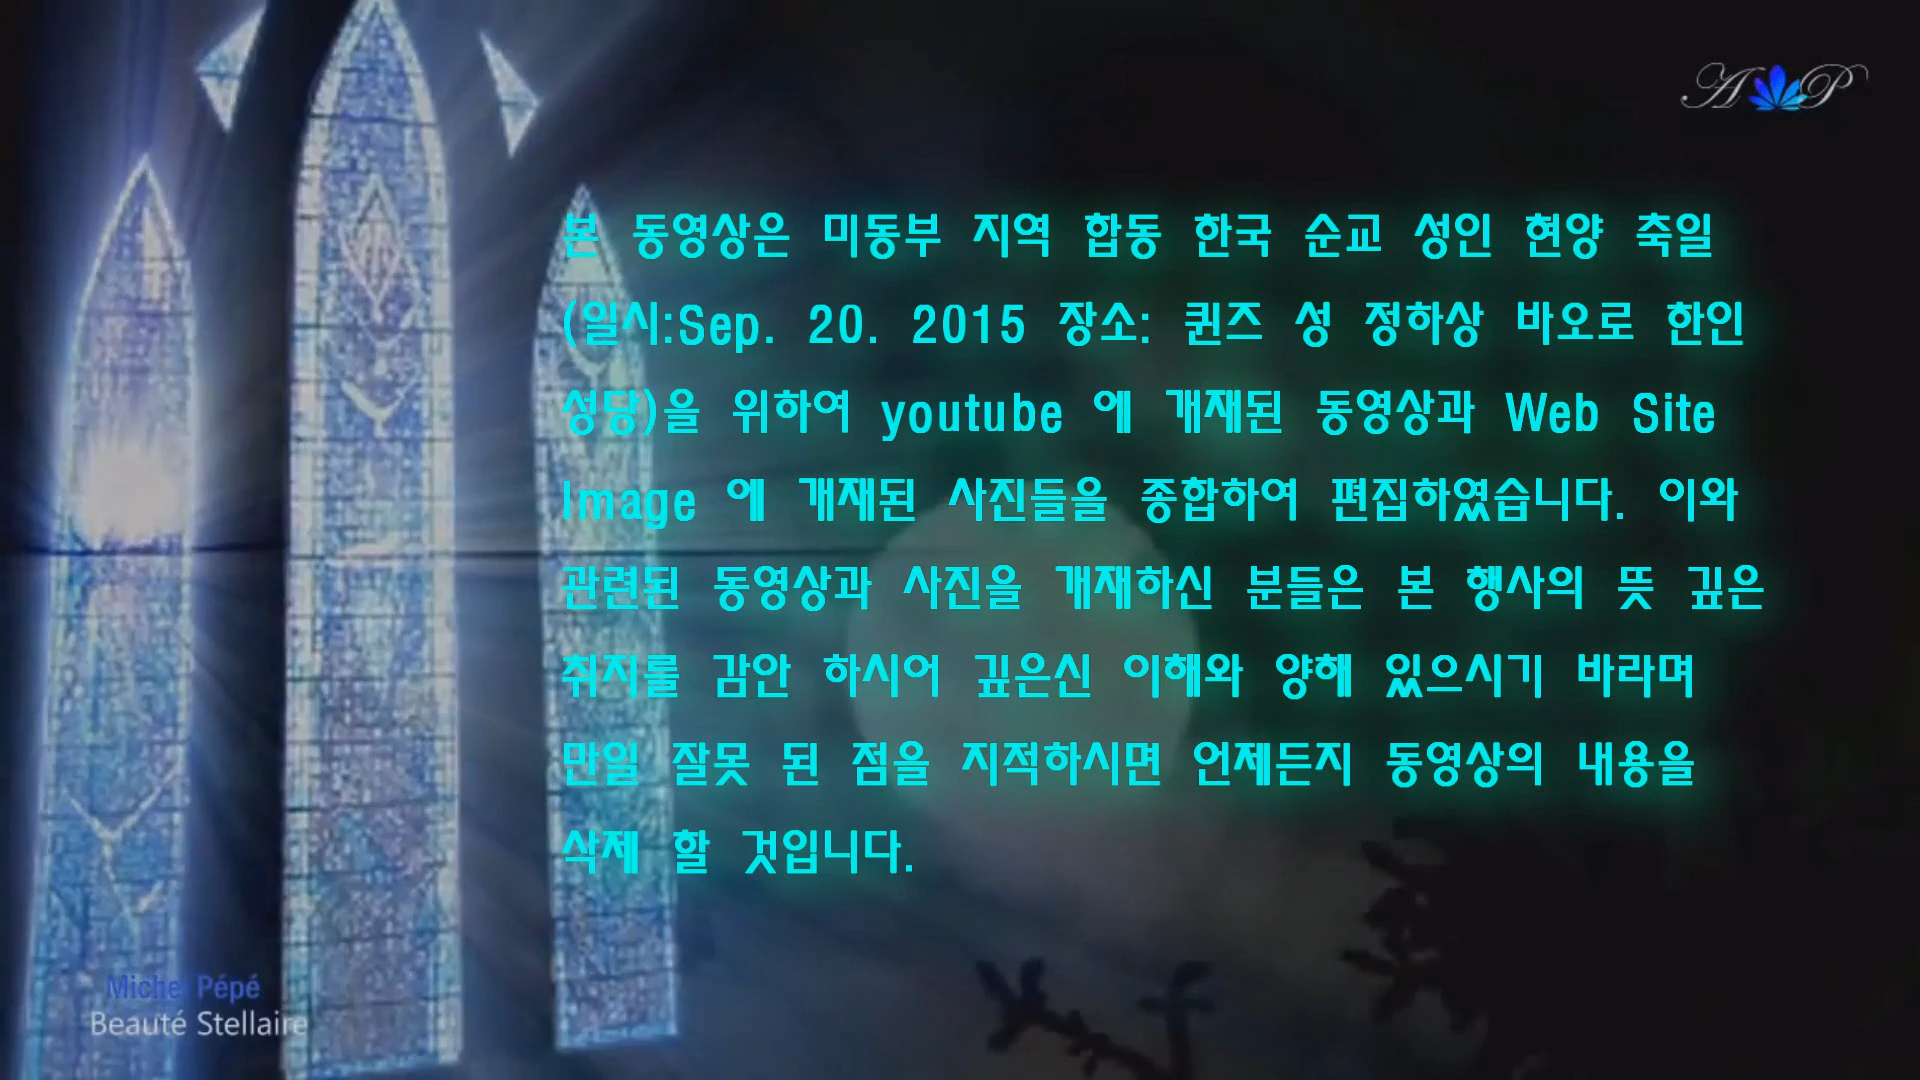 A P
본 동영상은 미동부 지역 합동 한국 순교 성인 현양 축일
(일시:Sep. 20. 2015 장소: 퀸즈 성 정하상 바오로 한인
성당)을 위하여 youtube 에 개재된 동영상과 Web Site
Image 에 개재된 사진들을 종합하여 편집하였습니다. 이와
관련된 동영상과 사진을 개재하신 분들은 본 행사의 뜻 깊은
취지를 감안 하시어 깊은신 이해와 양해 있으시기 바라며
만일 잘못 된 점을 지적하시면 언제든지 동영상의 내용을
삭제 할 것입니다.
Michel Pépé
Beauté Stellaire